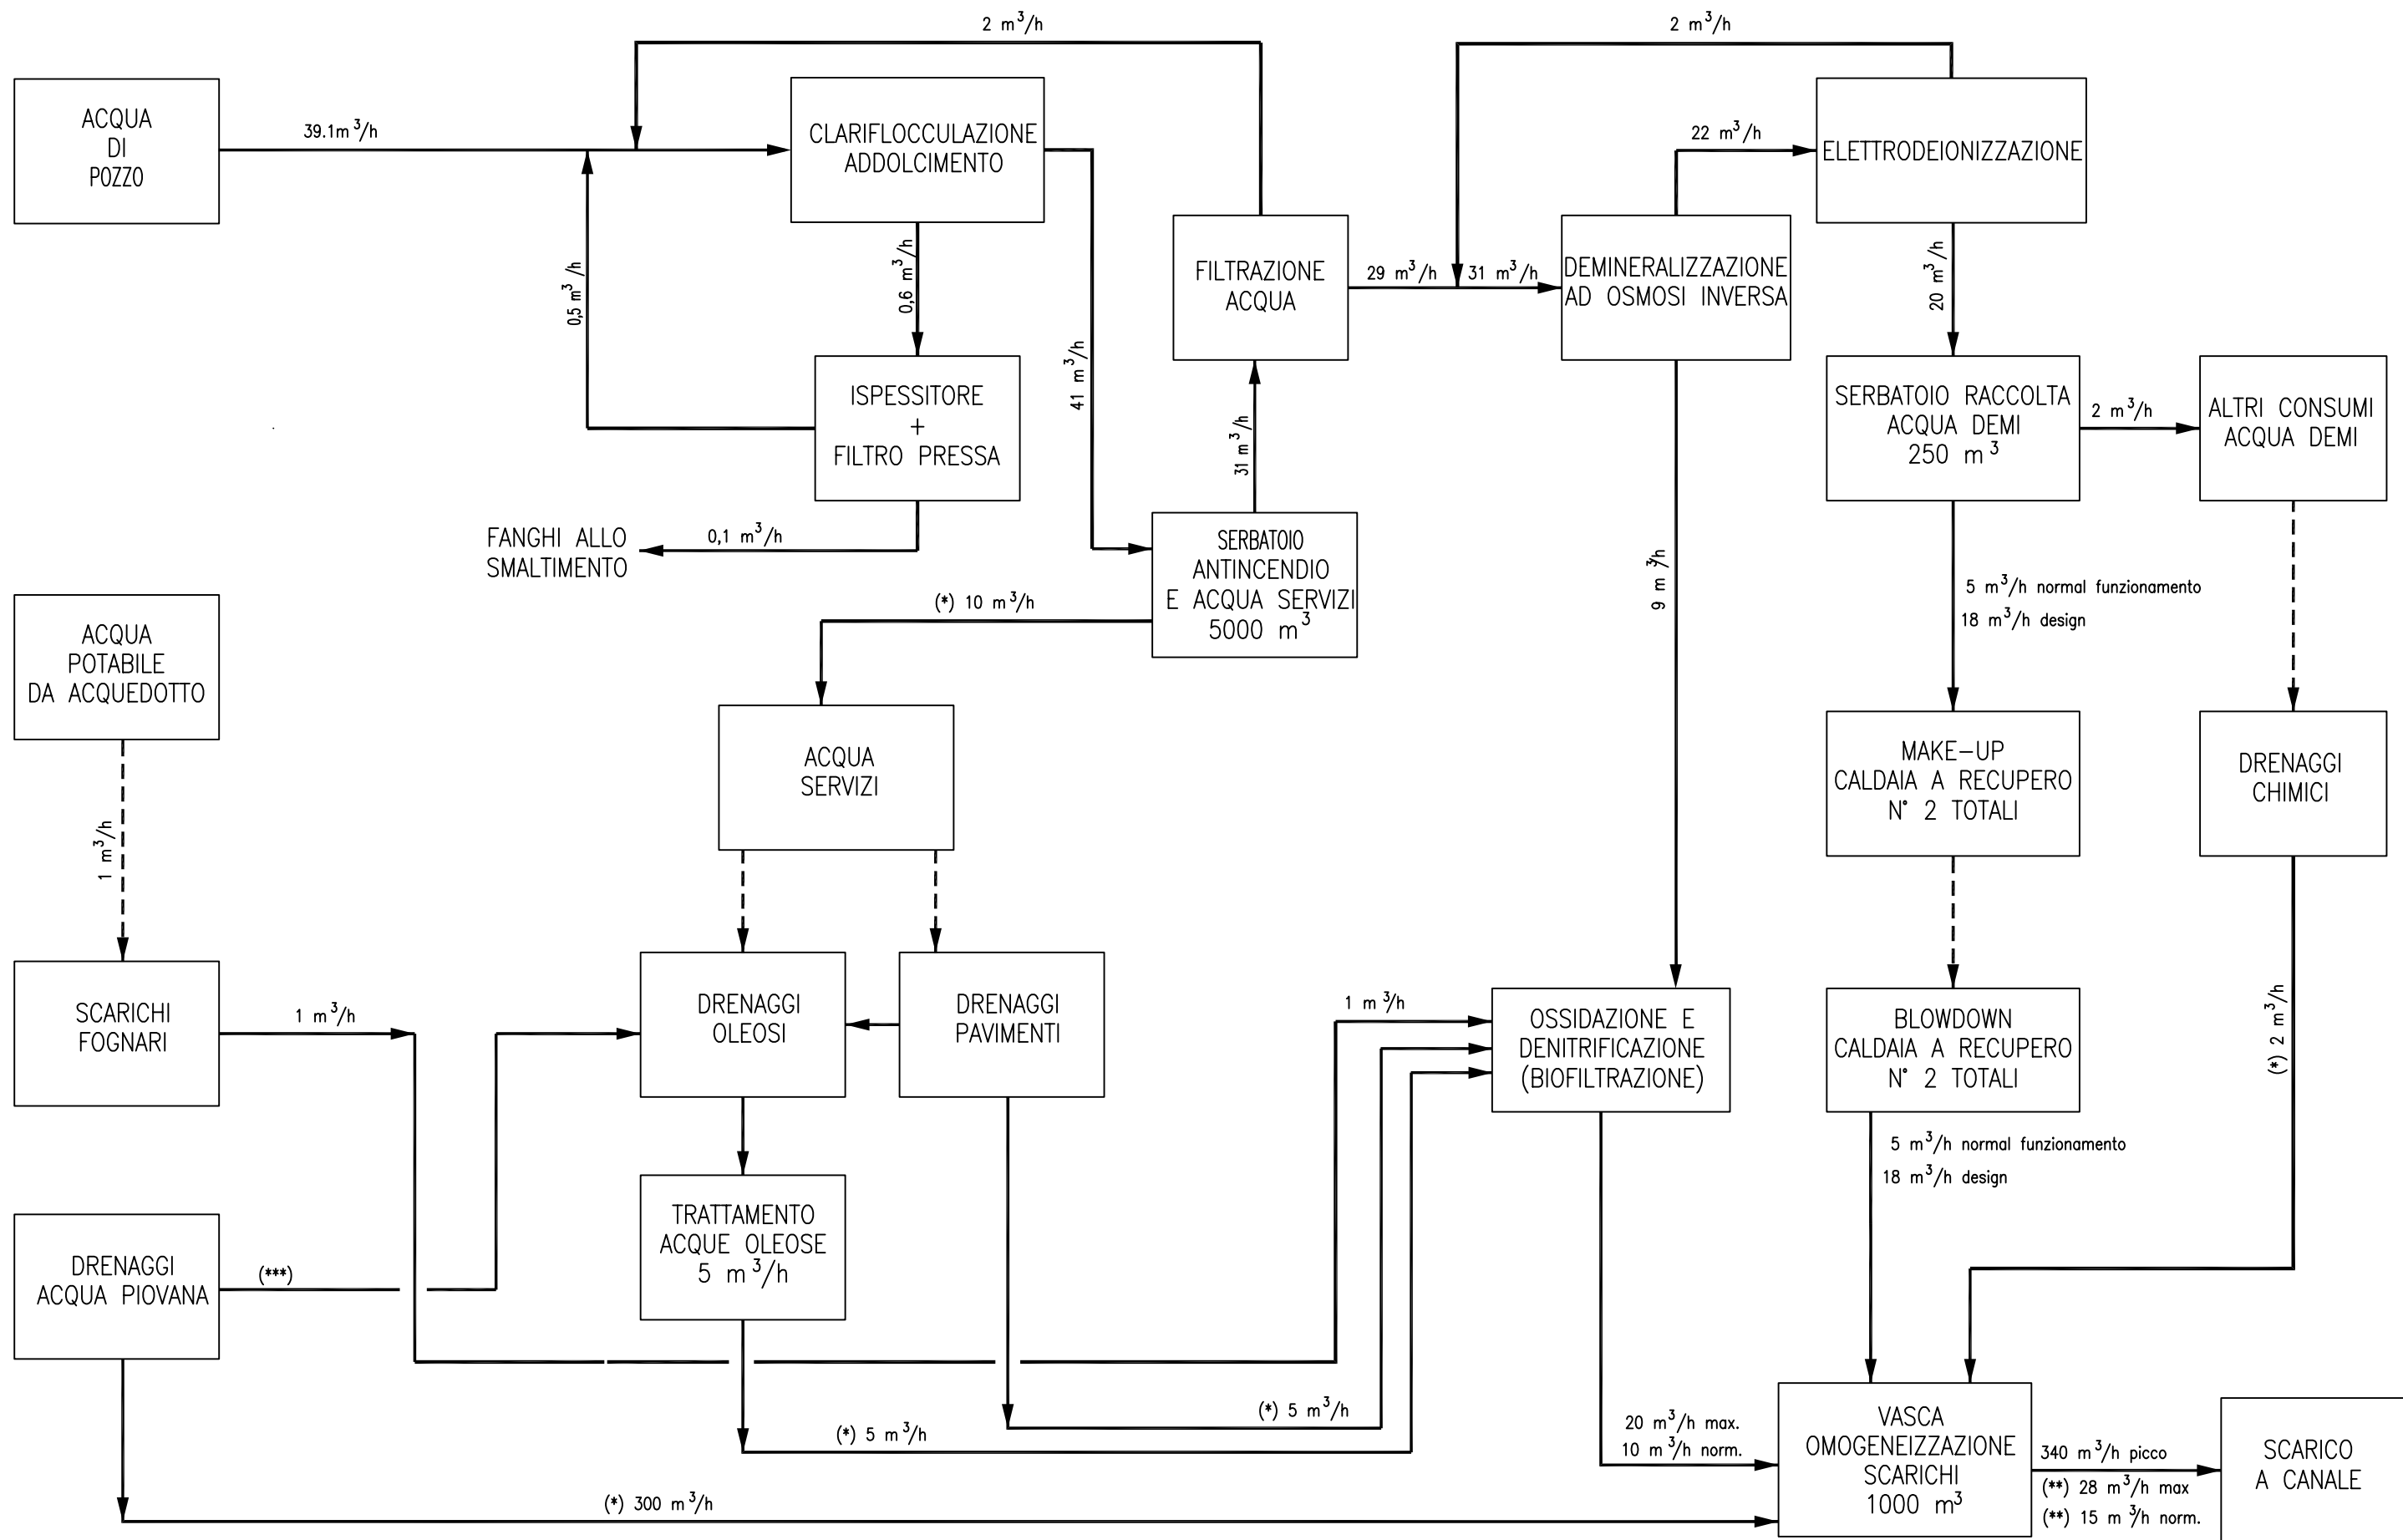 2 m³/h
2 m³/h
ACQUA
DI
POZZO
39.1m³/h
CLARIFLOCCULAZIONE
ADDOLCIMENTO
22 m³/h
ELETTRODEIONIZZAZIONE
0,5 m³/h
0,6 m³/h
41 m³/h
FILTRAZIONE
ACQUA
29 m³/h
31 m³/h
DEMINERALIZZAZIONE
AD OSMOSI INVERSA
20 m³/h
ISPESSITORE
+
FILTRO PRESSA
31 m³/h
SERBATOIO RACCOLTA
ACQUA DEMI
250 m³
2 m³/h
ALTRI CONSUMI
ACQUA DEMI
FANGHI ALLO
SMALTIMENTO
0,1 m³/h
SERBATOIO
ANTINCENDIO
E ACQUA SERVIZI
5000 m³
9 m³/h
5 m³/h normal funzionamento
18 m³/h design
(*) 10 m³/h
ACQUA
POTABILE
DA ACQUEDOTTO
ACQUA
SERVIZI
MAKE-UP
CALDAIA A RECUPERO
N° 2 TOTALI
DRENAGGI
CHIMICI
1 m³/h
SCARICHI
FOGNARI
1 m³/h
DRENAGGI
OLEOSI
DRENAGGI
PAVIMENTI
1 m³/h
OSSIDAZIONE E
DENITRIFICAZIONE
(BIOFILTRAZIONE)
BLOWDOWN
CALDAIA A RECUPERO
N° 2 TOTALI
(*) 2 m³/h
5 m³/h normal funzionamento
18 m³/h design
TRATTAMENTO
ACQUE OLEOSE
5 m³/h
DRENAGGI
ACQUA PIOVANA
(***)
(*) 5 m³/h
(*) 5 m³/h
20 m³/h max.
10 m³/h norm.
VASCA
OMOGENEIZZAZIONE
SCARICHI
1000 m³
340 m³/h picco
(**) 28 m³/h max
(**) 15 m³/h norm.
SCARICO
A CANALE
(*) 300 m³/h